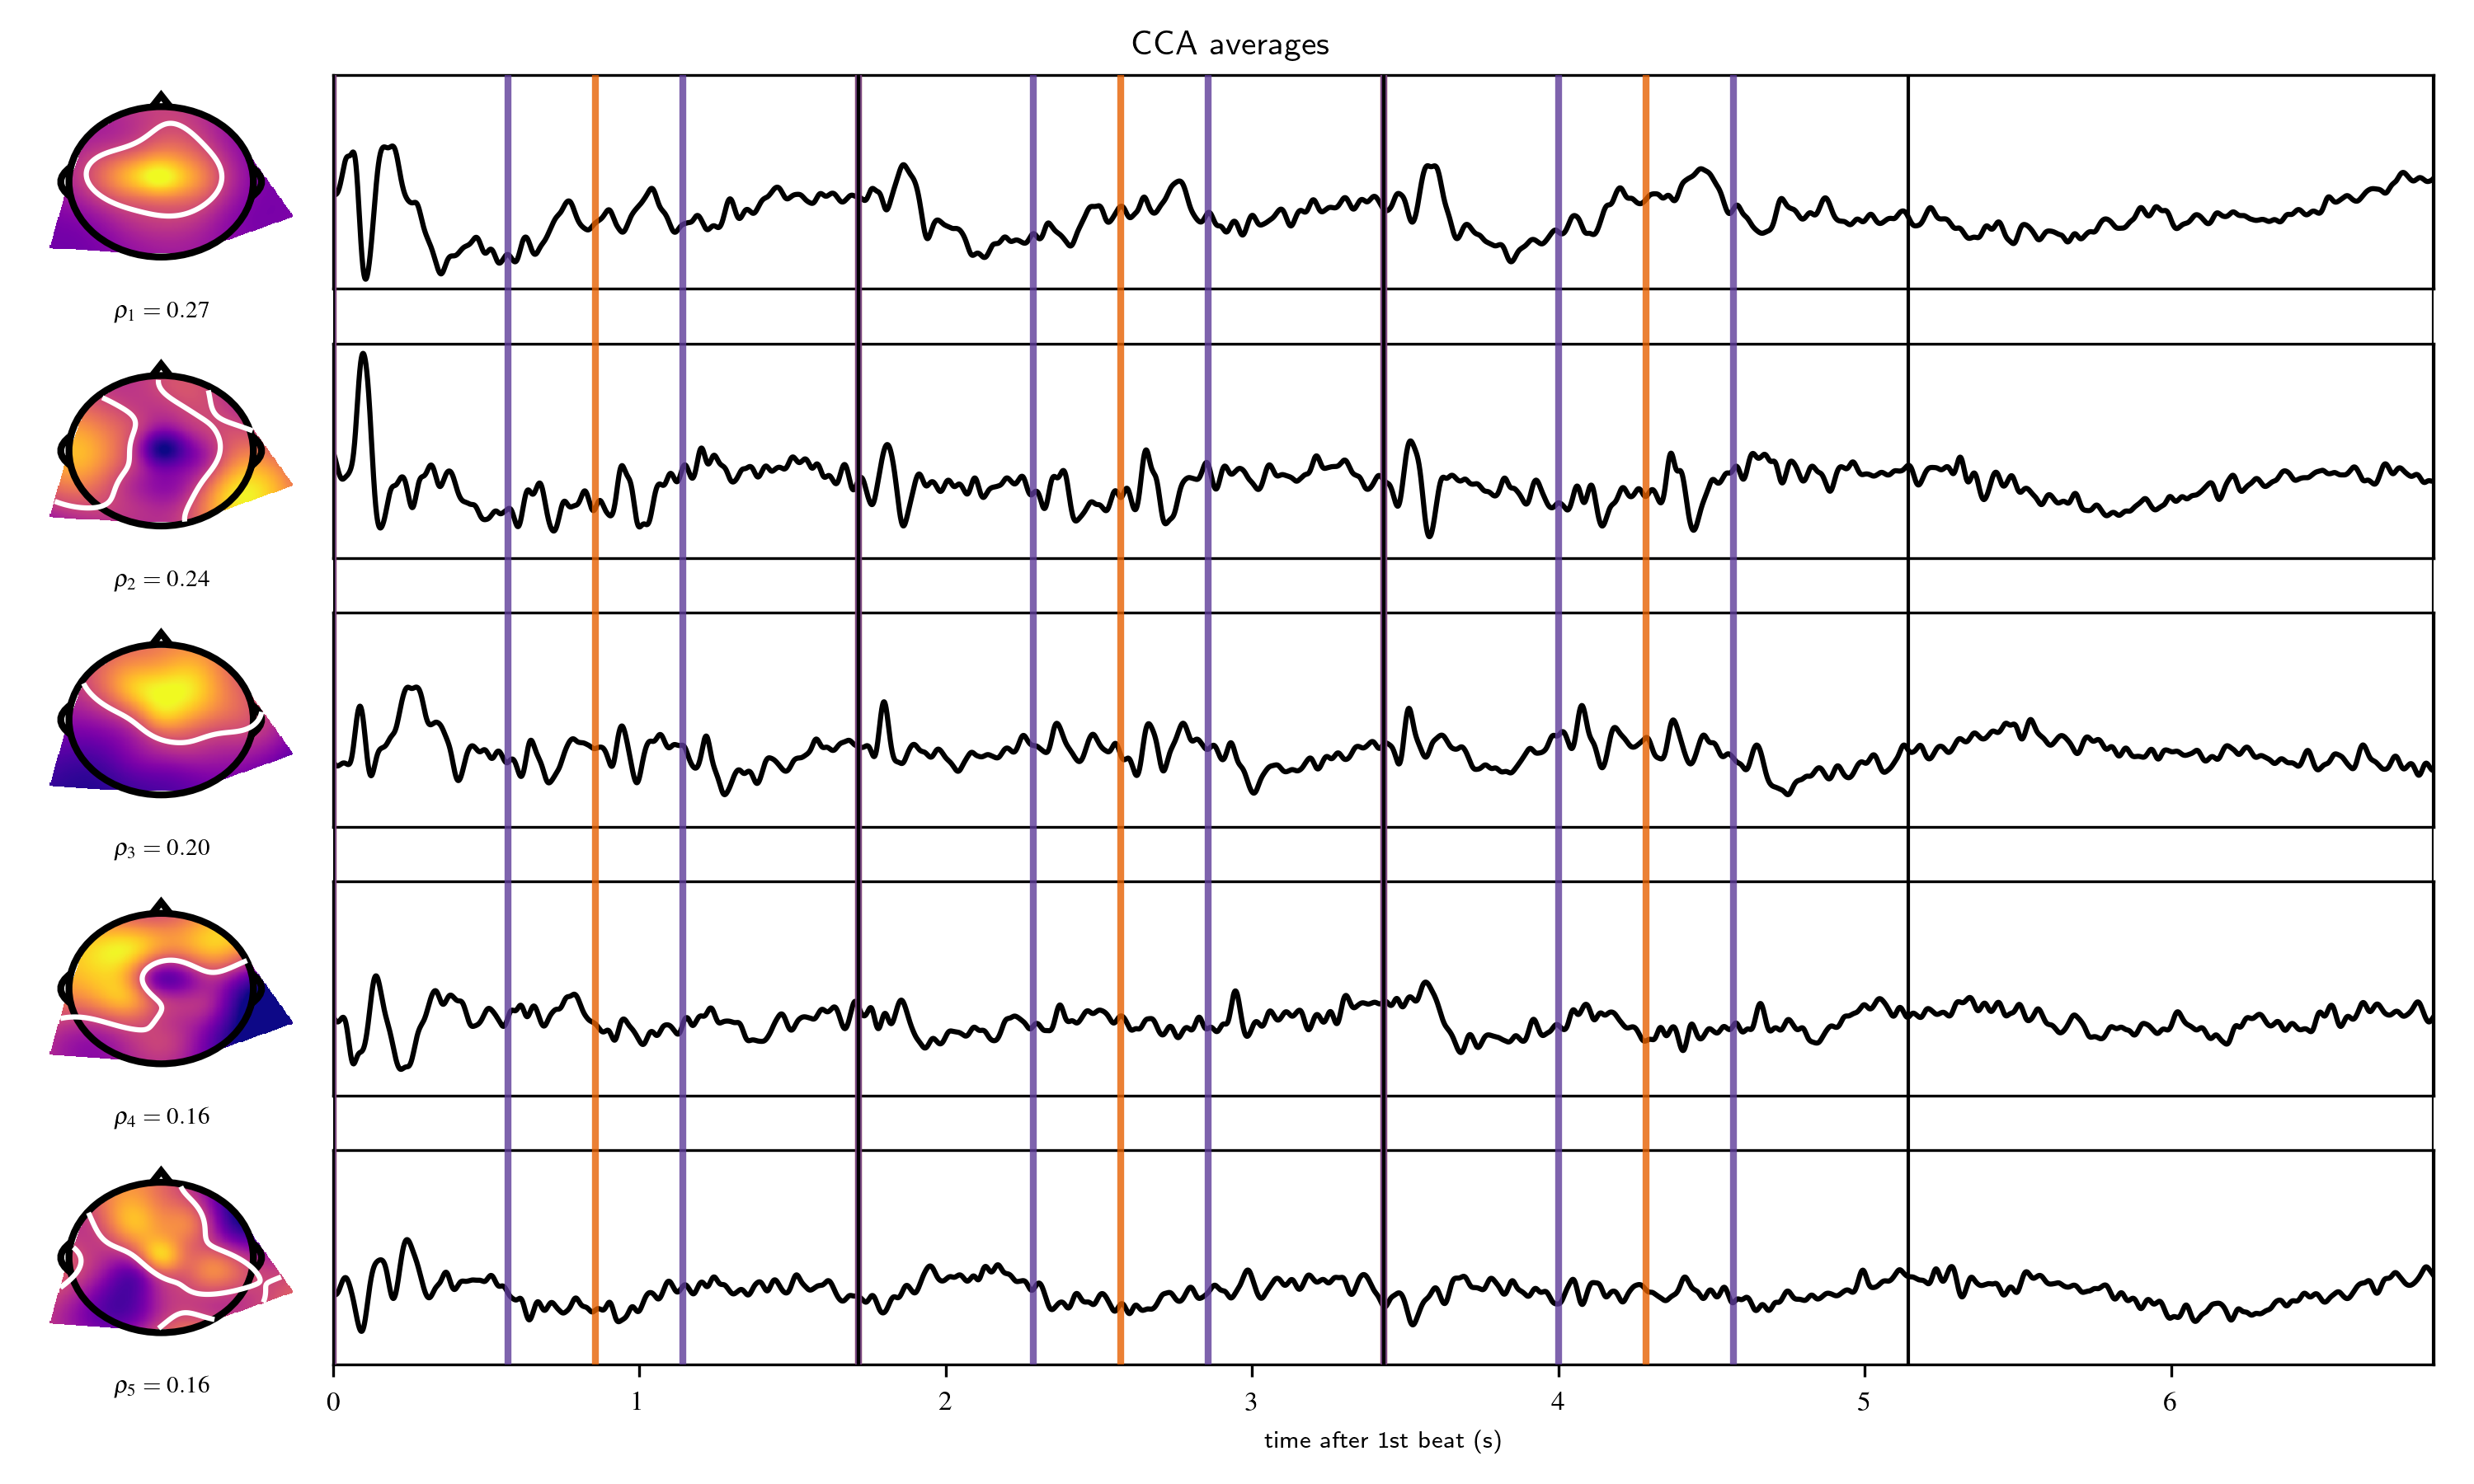 CCA averages
ρ₁ = 0.27
ρ₂ = 0.24
ρ₃ = 0.20
ρ₄ = 0.16
ρ₅ = 0.16
0 1 2 3 4 5 6
time after 1st beat (s)